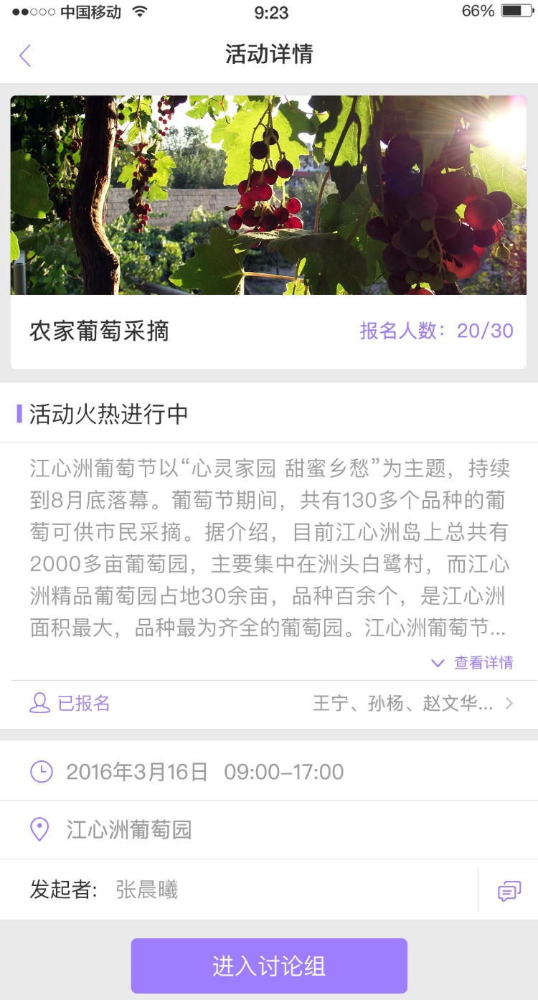 中国移动
9:23
66%
活动详情
农家葡萄采摘
报名人数：20/30
活动火热进行中
江心洲葡萄节以“心灵家园 甜蜜乡愁”为主题，持续
到8月底落幕。葡萄节期间，共有130多个品种的葡
萄可供市民采摘。据介绍，目前江心洲岛上总共有
2000多亩葡萄园，主要集中在洲头白鹭村，而江心
洲精品葡萄园占地30余亩，品种百余个，是江心洲
面积最大，品种最为齐全的葡萄园。江心洲葡萄节...
查看详情
已报名
王宁、孙杨、赵文华...
2016年3月16日 09:00-17:00
江心洲葡萄园
发起者: 张晨曦
进入讨论组